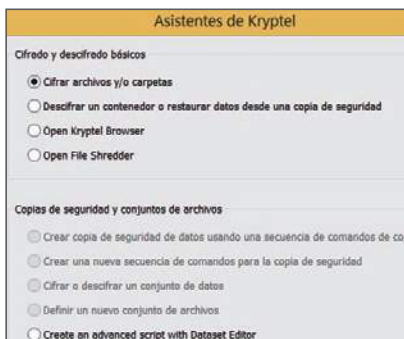 Asistentes de Kryptel
Cifrado y descifrado básicos
Cifrar archivos y/o carpetas
Descifrar un contenedor o restaurar datos desde una copia de seguridad
Open Kryptel Browser
Open File Shredder
Copias de seguridad y conjuntos de archivos
Crear copia de seguridad de datos usando una secuencia de comandos de co
Crear una nueva secuencia de comandos para la copia de seguridad
Cifrar o descifrar un conjunto de datos
Definir un nuevo conjunto de archivos
Create an advanced script with Dataset Editor